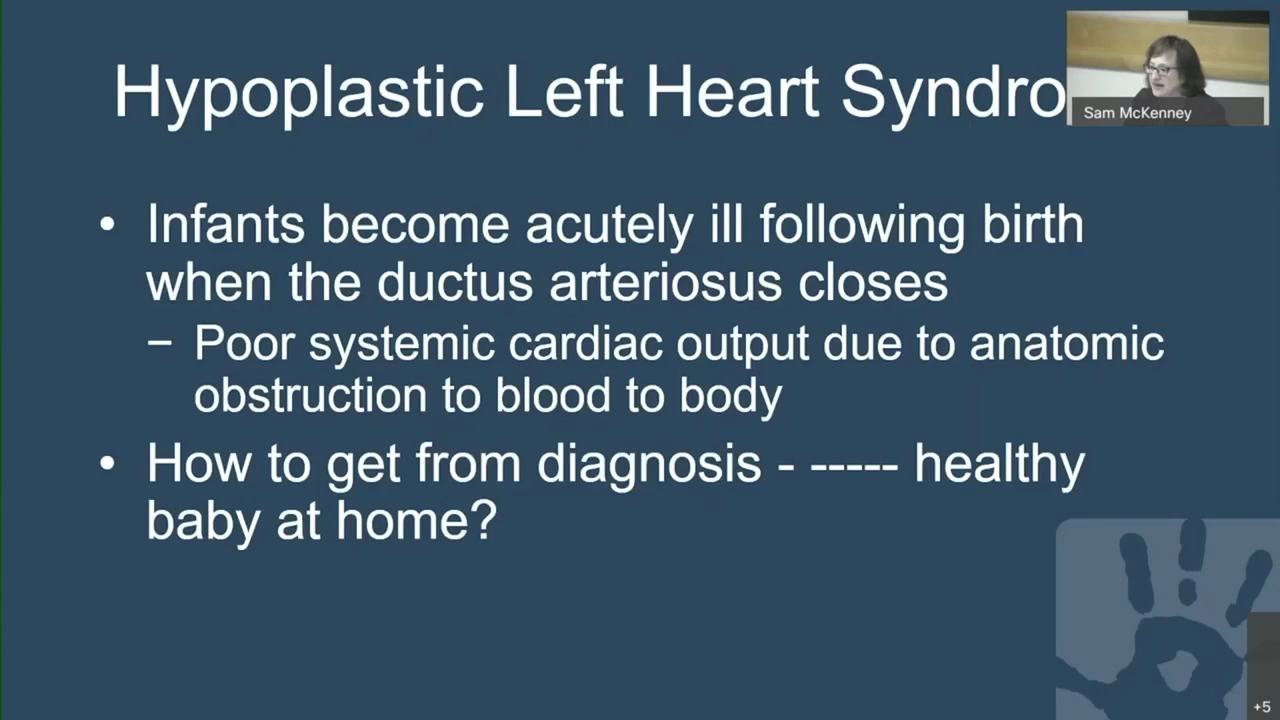 Hypoplastic Left Heart Syndro
Sam McKenney
• Infants become acutely ill following birth
when the ductus arteriosus closes
– Poor systemic cardiac output due to anatomic
obstruction to blood to body
• How to get from diagnosis - ----- healthy
baby at home?
+5